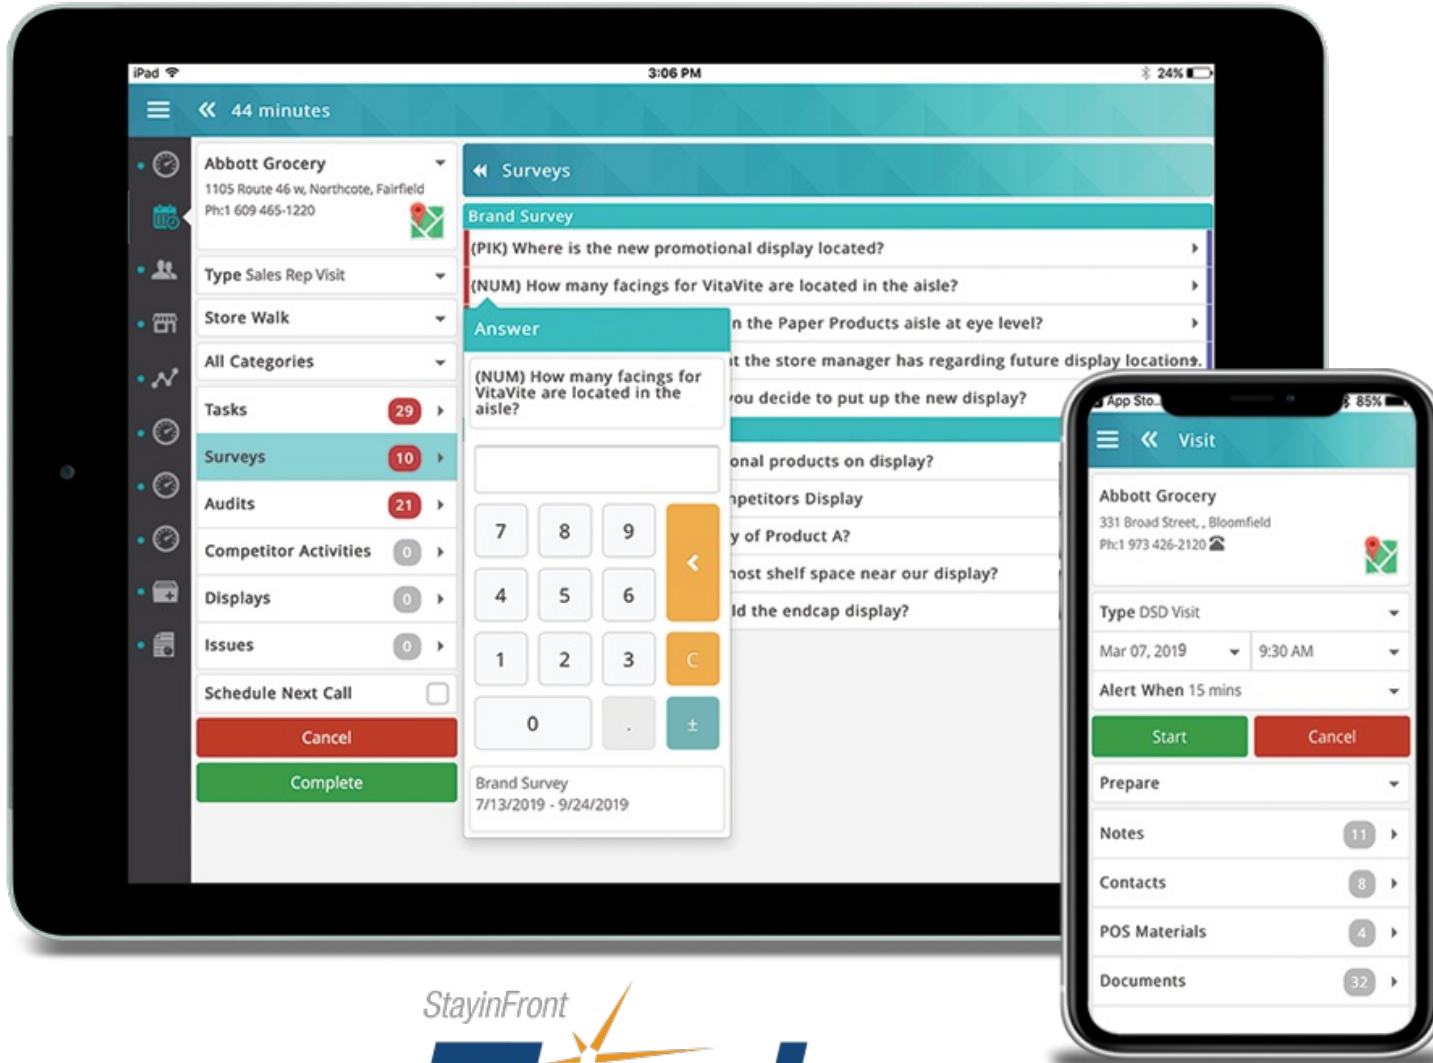 iPad
3:06 PM
24%
44 minutes
Abbott Grocery
1105 Route 46 w, Northcote, Fairfield
Ph:1 609 465-1220
Type Sales Rep Visit
Store Walk
All Categories
Tasks 29
Surveys 10
Audits 21
Competitor Activities 0
Displays 0
Issues 0
Schedule Next Call
Cancel
Complete
Surveys
Brand Survey
(PIK) Where is the new promotional display located?
(NUM) How many facings for VitaVite are located in the aisle?
n the Paper Products aisle at eye level?
t the store manager has regarding future display locations.
ou decide to put up the new display?
onal products on display?
mpetitors Display
y of Product A?
most shelf space near our display?
ld the endcap display?
Answer
(NUM) How many facings for
VitaVite are located in the
aisle?
7 8 9
4 5 6
1 2 3 C
0 . ±
Brand Survey
7/13/2019 - 9/24/2019
App Sto...
85%
Visit
Abbott Grocery
331 Broad Street, , Bloomfield
Ph:1 973 426-2120
Type DSD Visit
Mar 07, 2019 9:30 AM
Alert When 15 mins
Start Cancel
Prepare
Notes 11
Contacts 8
POS Materials 4
Documents 32
StayinFront